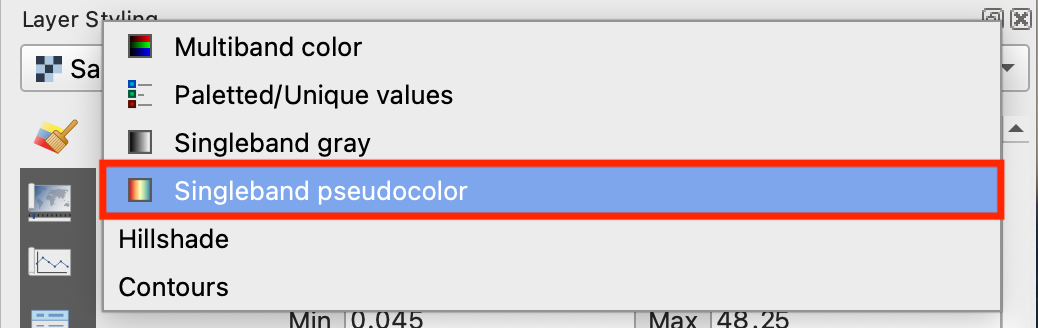 Layer Styling
Sa
Multiband color
Paletted/Unique values
Singleband gray
Singleband pseudocolor
Hillshade
Contours
Min 0.045 Max 48.25